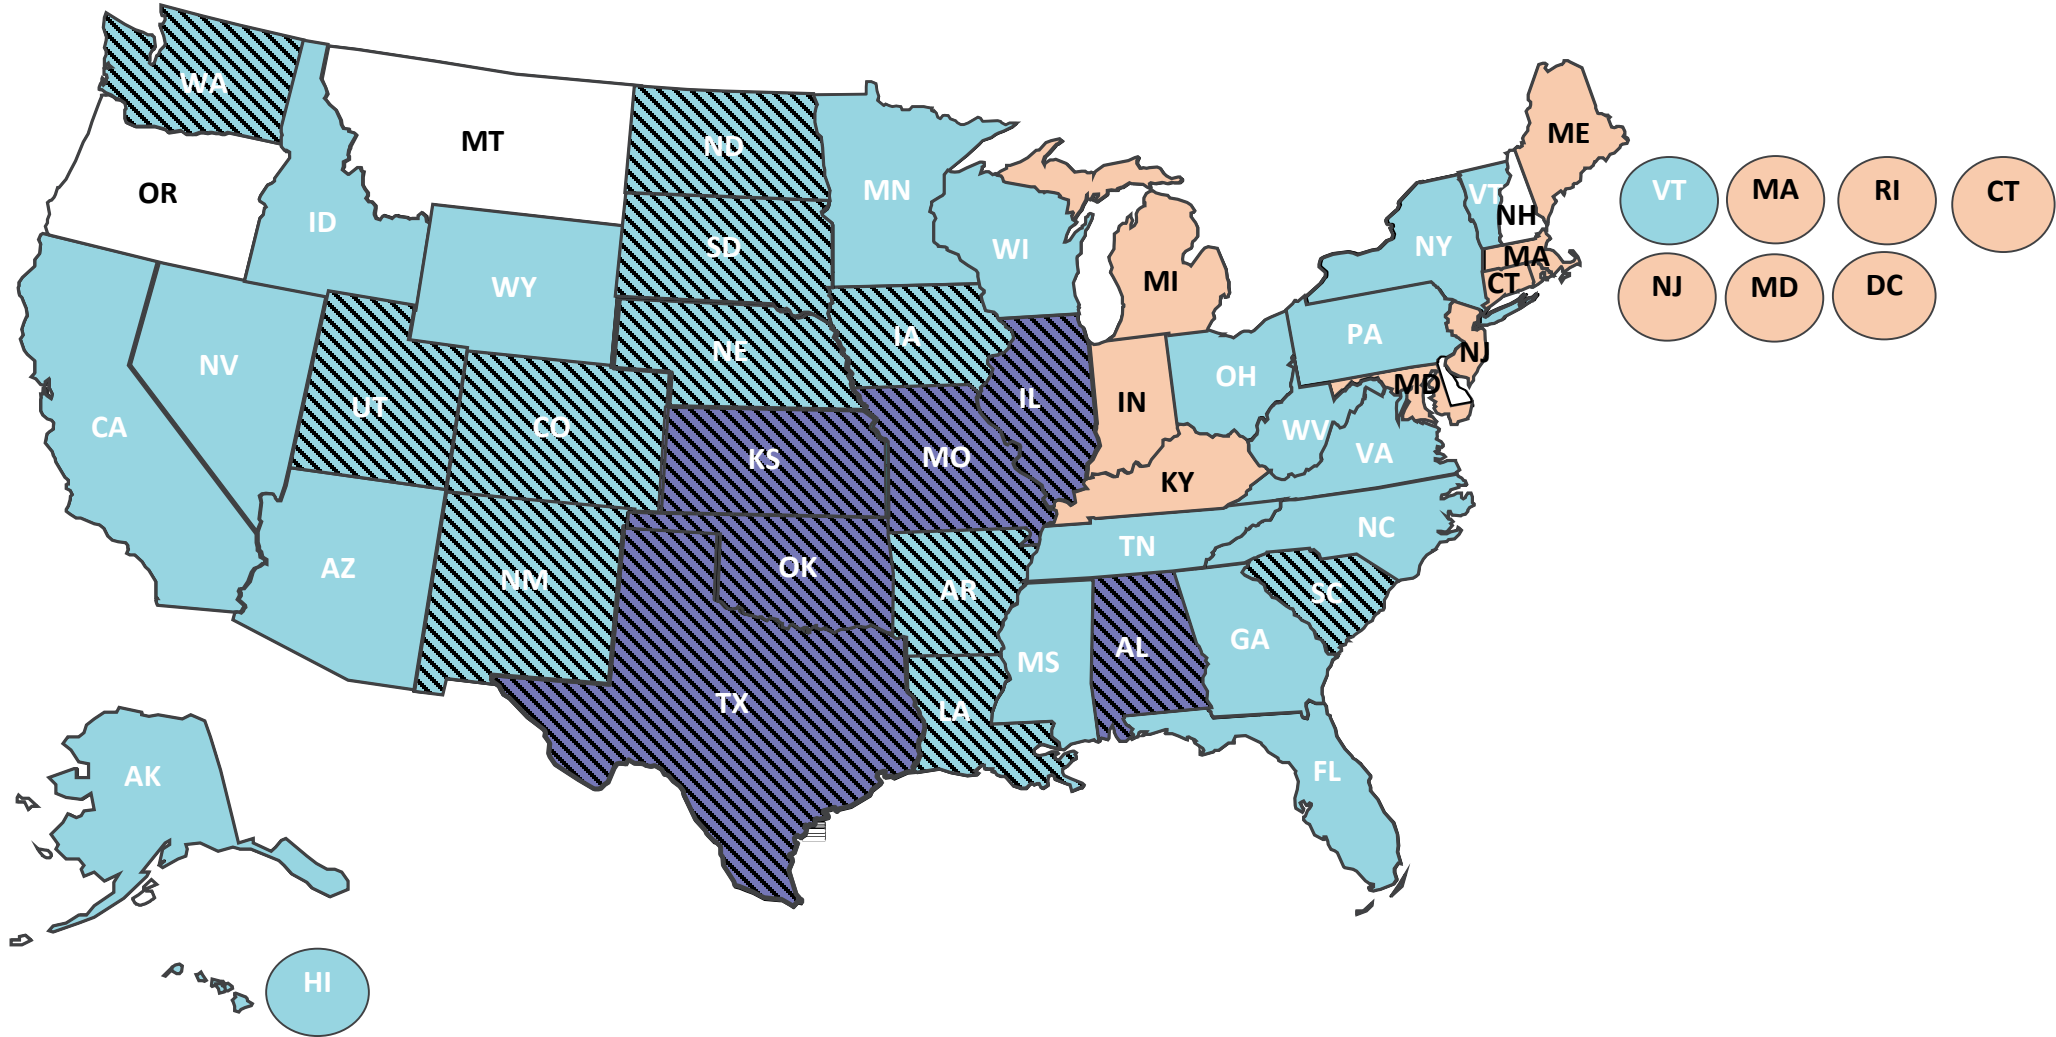 WA
MT
ND
OR
ID
MN
ME
SD
WI
VT
NH
NY
MA
CT
VT
MA
RI
CT
NJ
MD
DC
WY
MI
NV
UT
CO
NE
IA
IL
IN
OH
PA
NJ
MD
CA
KS
MO
WV
VA
KY
NC
TN
AZ
NM
OK
AR
SC
MS
AL
GA
TX
LA
FL
AK
HI